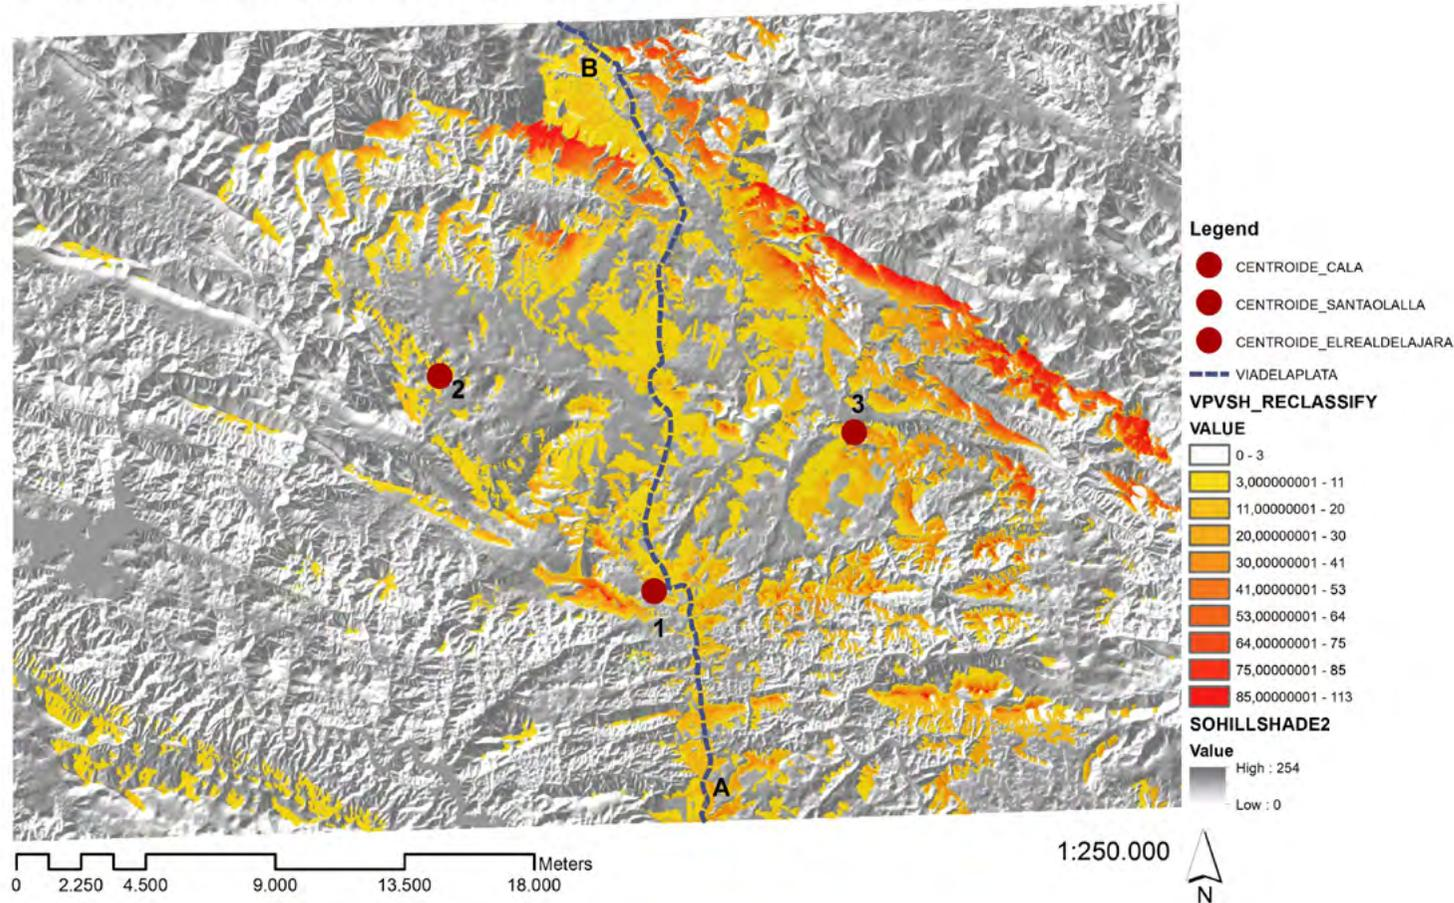 B
2
3
1
A
Legend
CENTROIDE_CALA
CENTROIDE_SANTAOLALLA
CENTROIDE_ELREALDELAJARA
VIADELAPLATA
VPVSH_RECLASSIFY
VALUE
0 - 3
3,000000001 - 11
11,00000001 - 20
20,00000001 - 30
30,00000001 - 41
41,00000001 - 53
53,00000001 - 64
64,00000001 - 75
75,00000001 - 85
85,00000001 - 113
SOHILLSHADE2
Value
High : 254
Low : 0
Meters
0 2.250 4.500 9.000 13.500 18.000
1:250.000
N